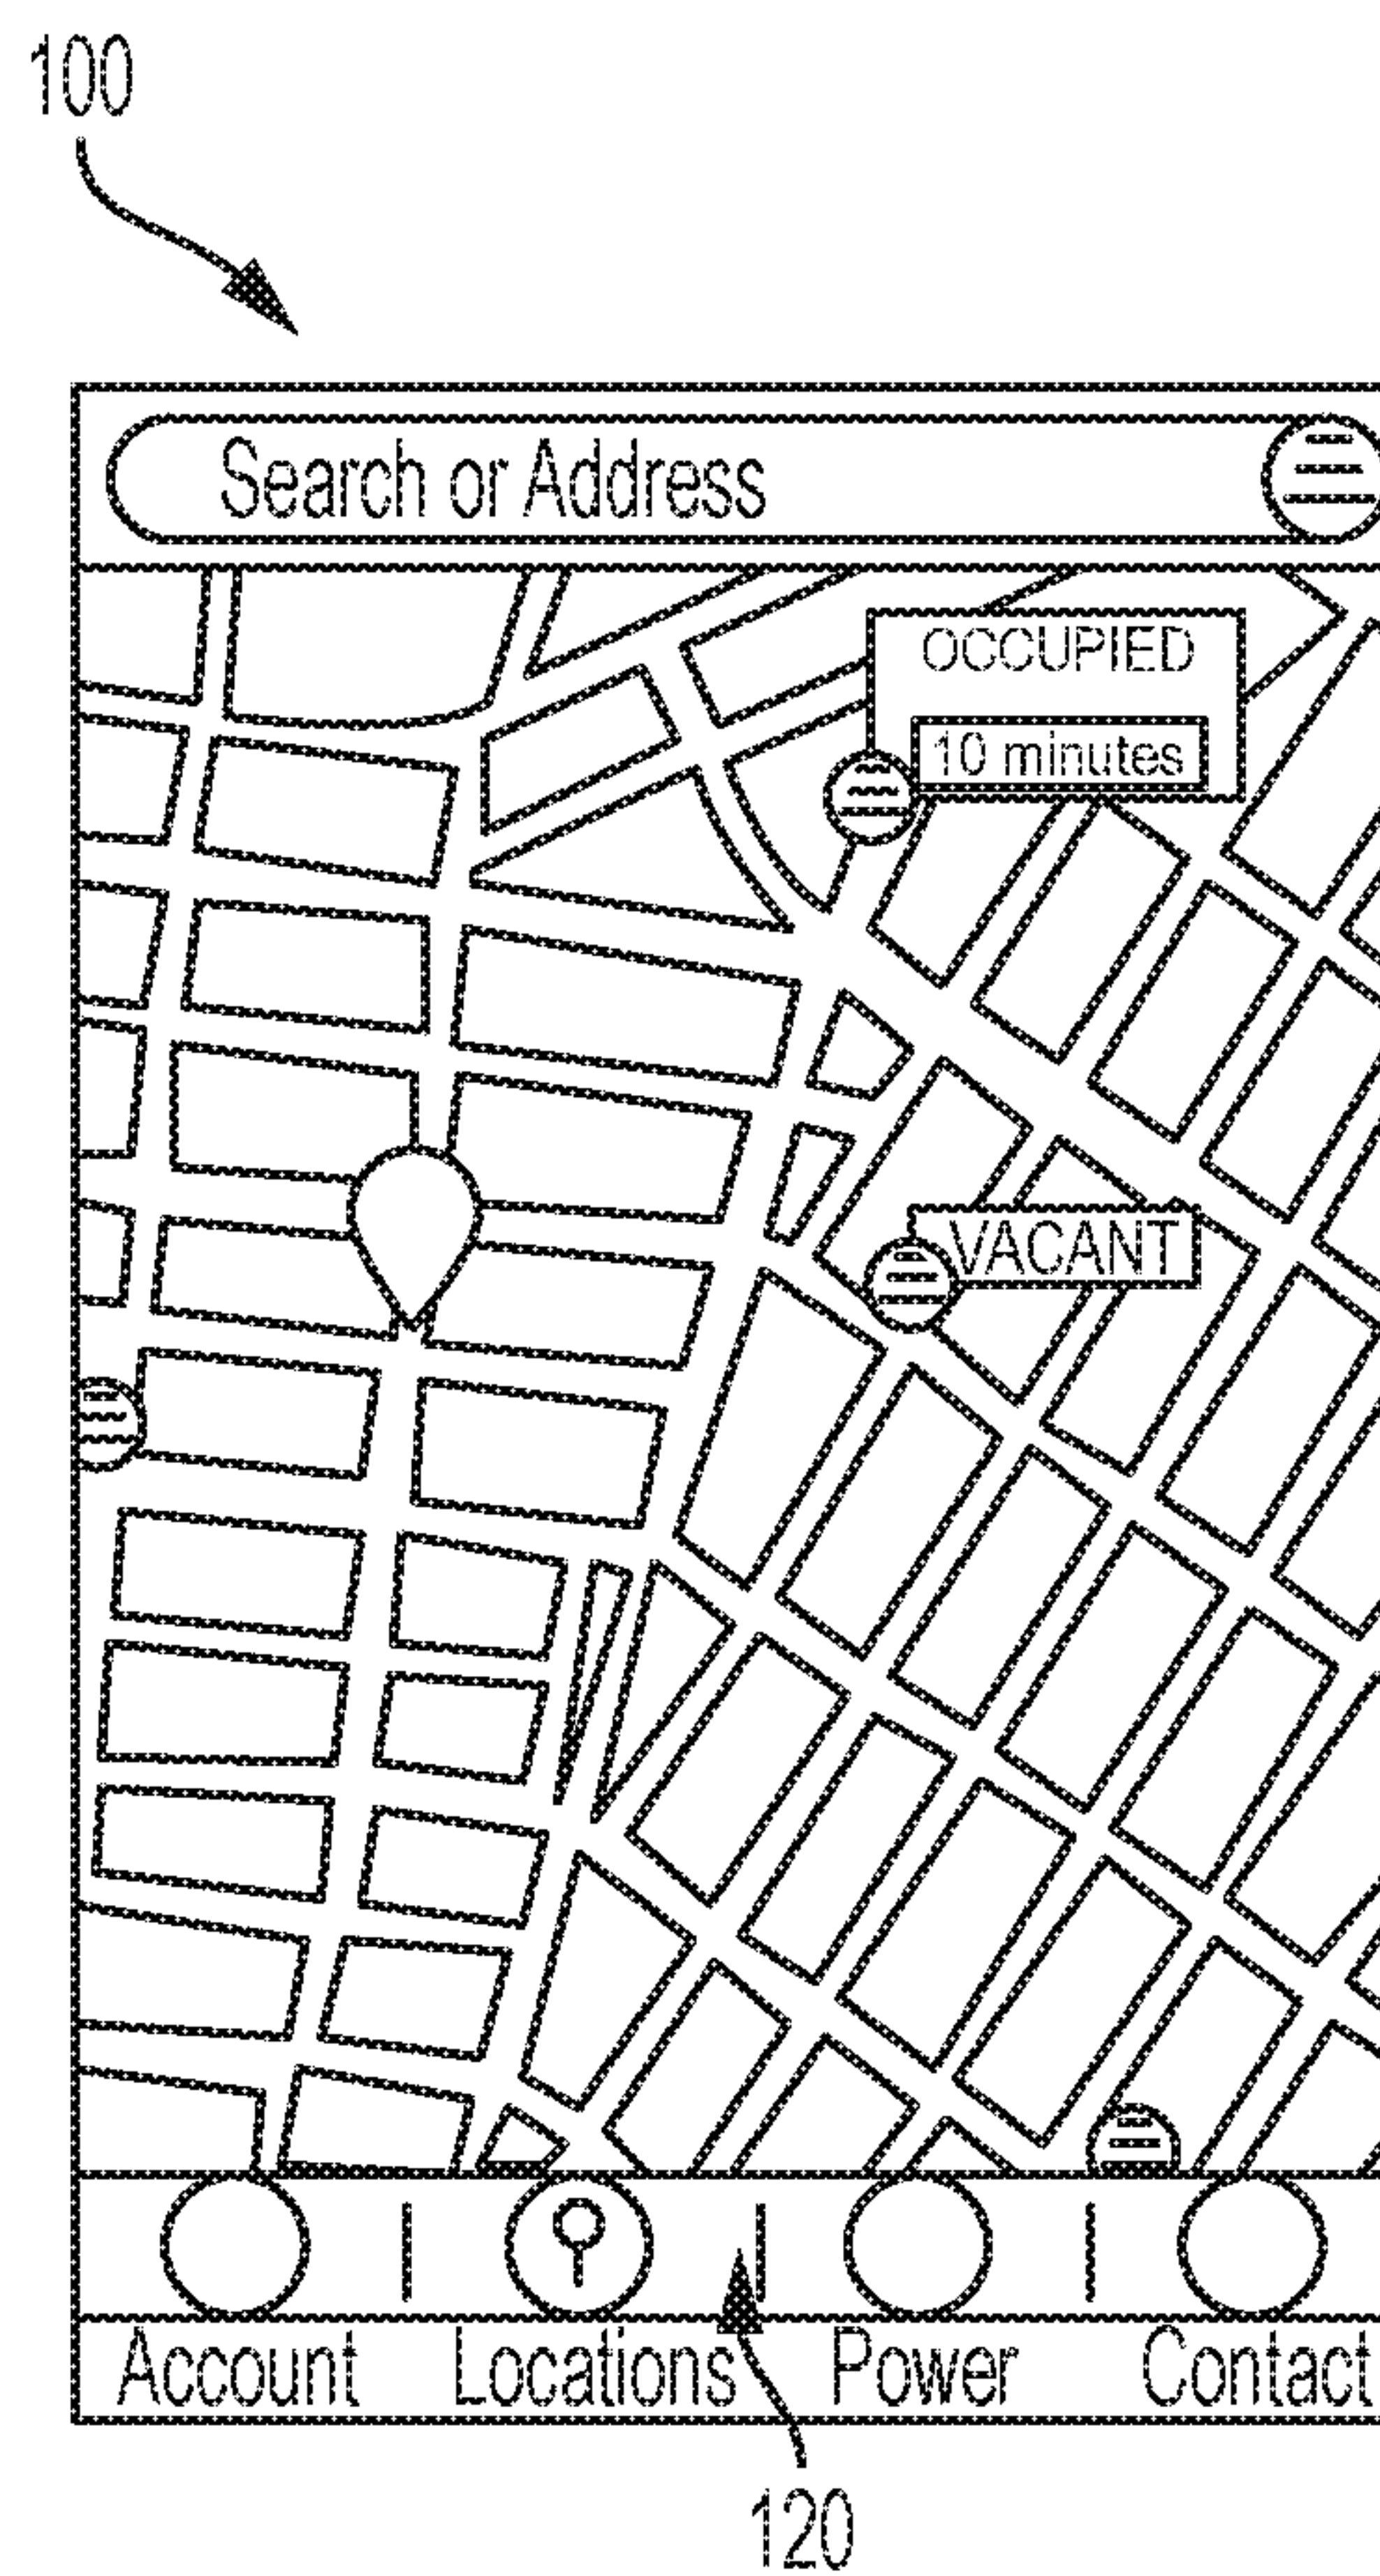 100
Search or Address
OCCUPIED
10 minutes
VACANT
Account Locations Power Contact
120